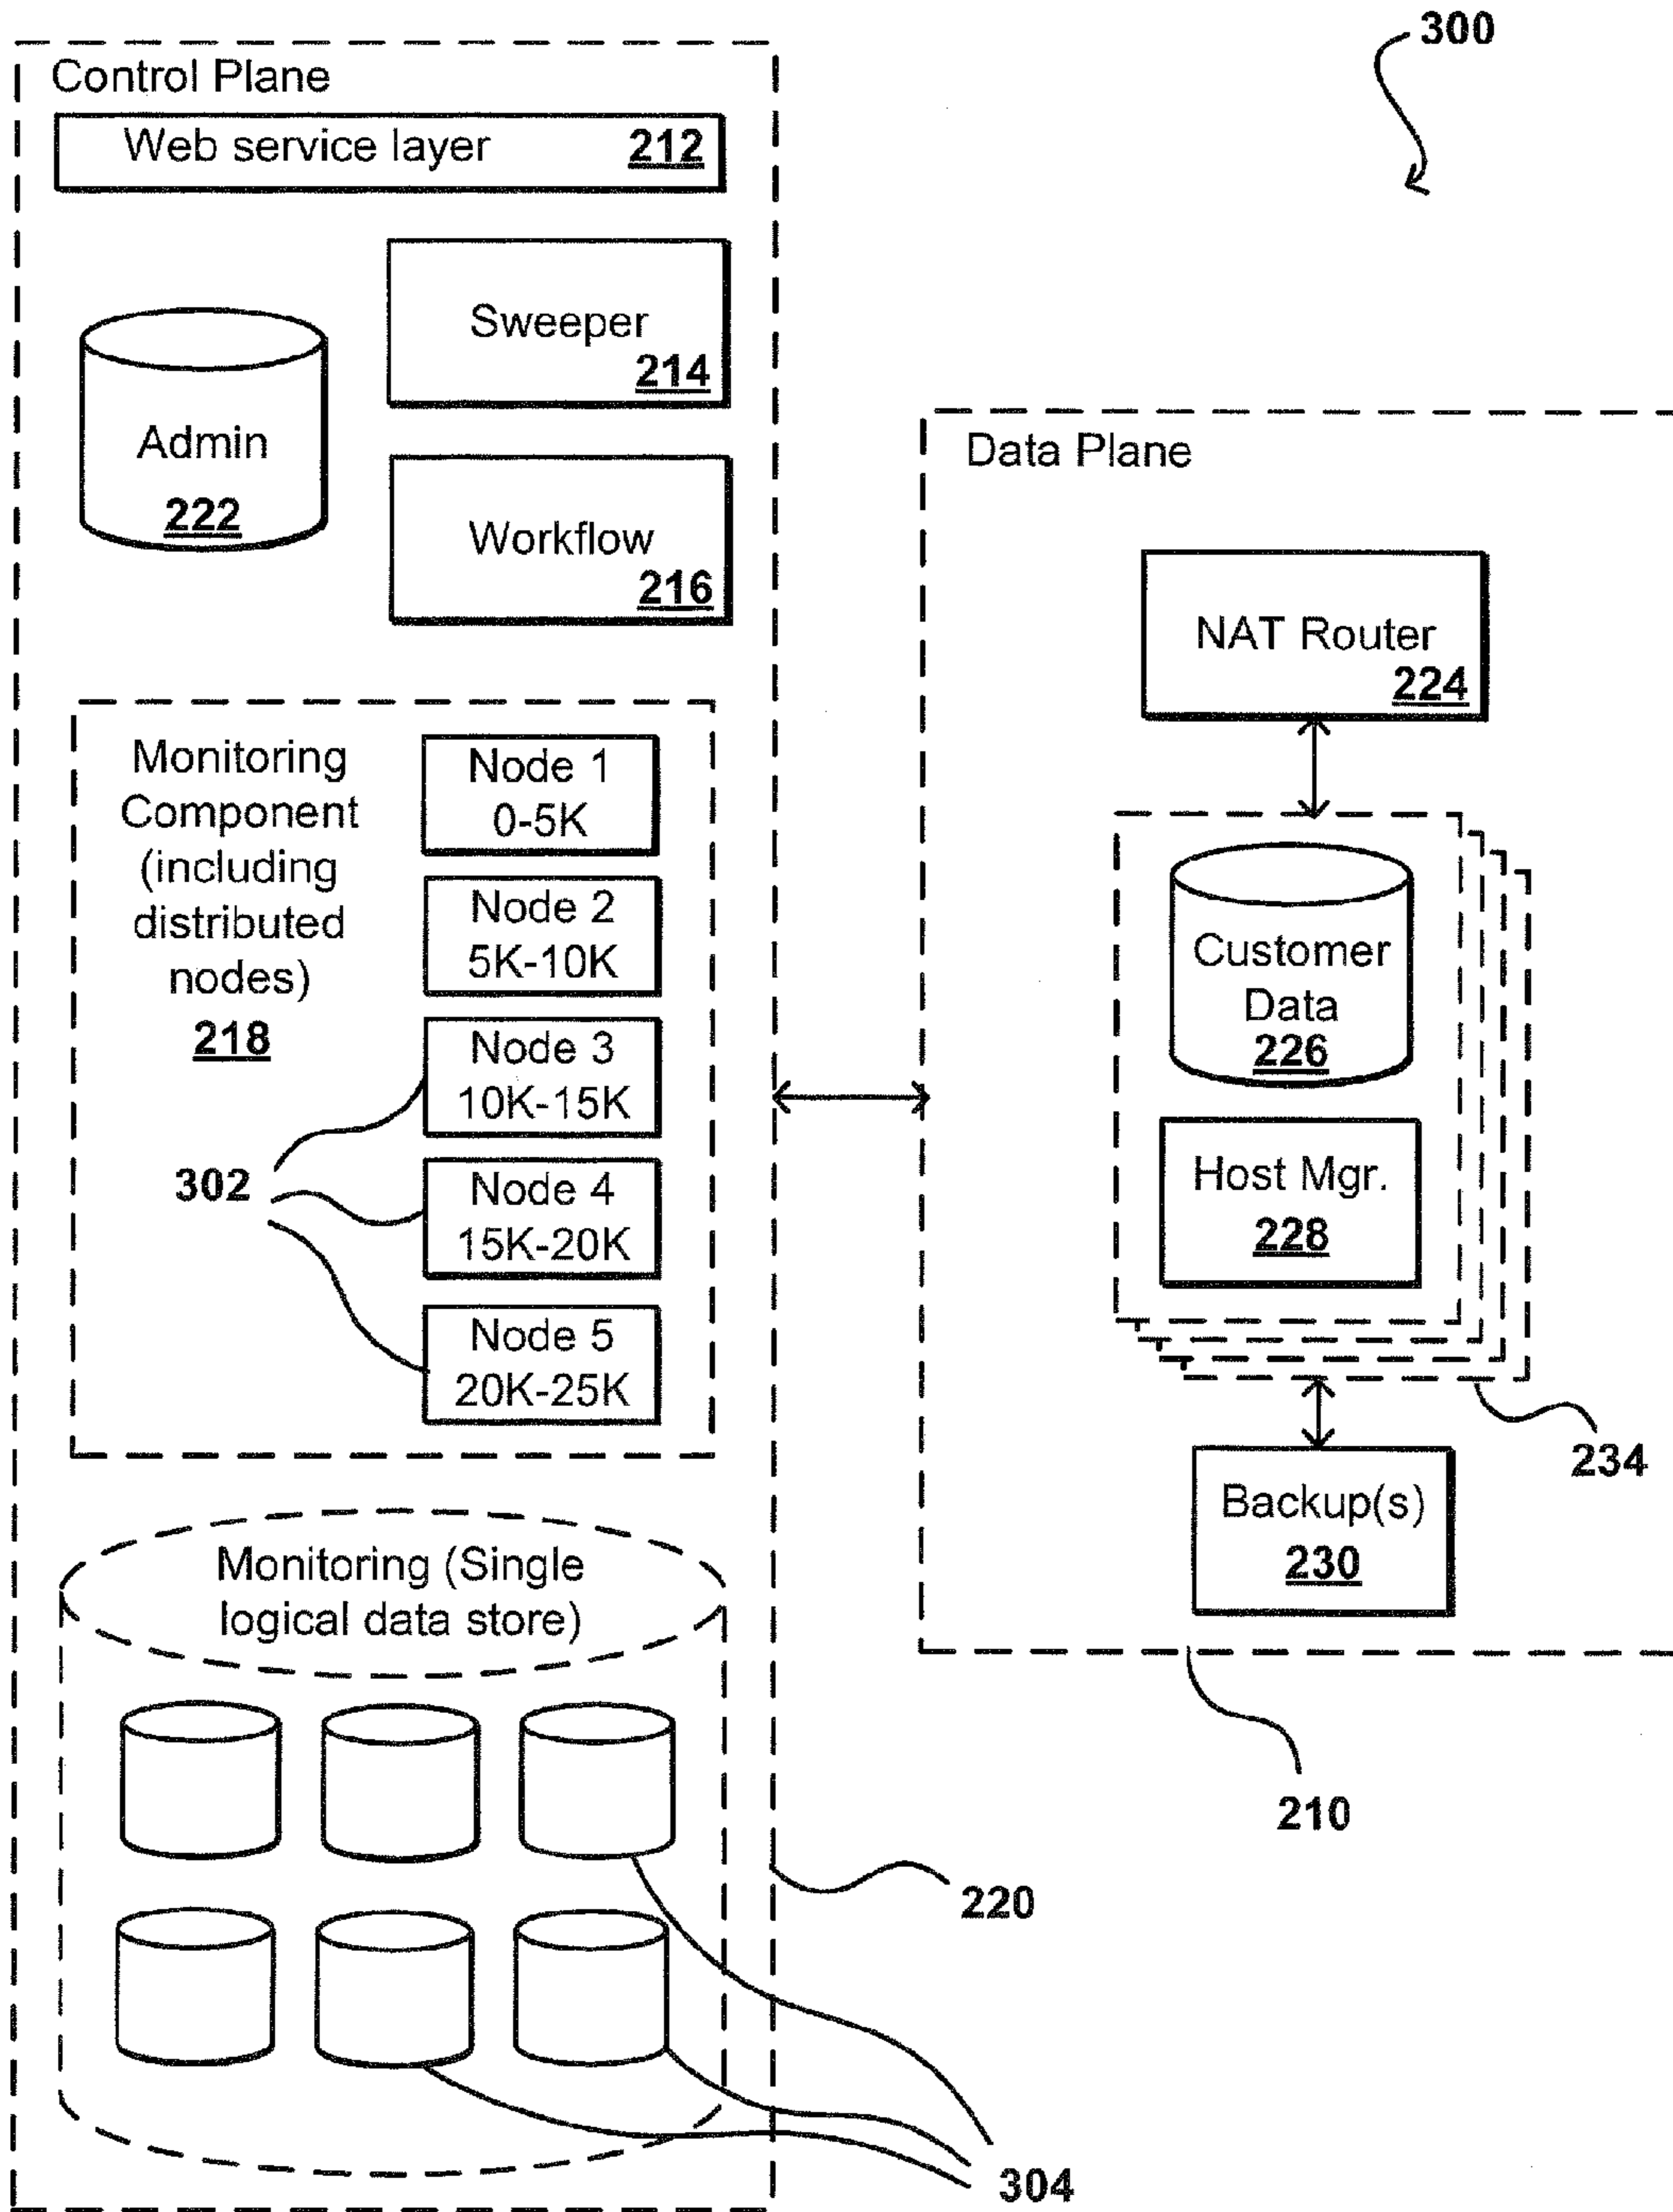 300
Control Plane
Web service layer 212
Sweeper
214
Admin
222
Workflow
216
Monitoring
Component
(including
distributed
nodes)
218
Node 1
0-5K
Node 2
5K-10K
Node 3
10K-15K
Node 4
15K-20K
Node 5
20K-25K
302
Monitoring (Single
logical data store)
220
304
Data Plane
NAT Router
224
Customer
Data
226
Host Mgr.
228
234
Backup(s)
230
210